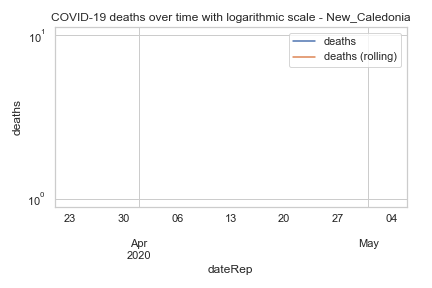 COVID-19 deaths over time with logarithmic scale - New_Caledonia
10¹
deaths
deaths (rolling)
deaths
10⁰
23 30 06 13 20 27 04
Apr May
2020
dateRep